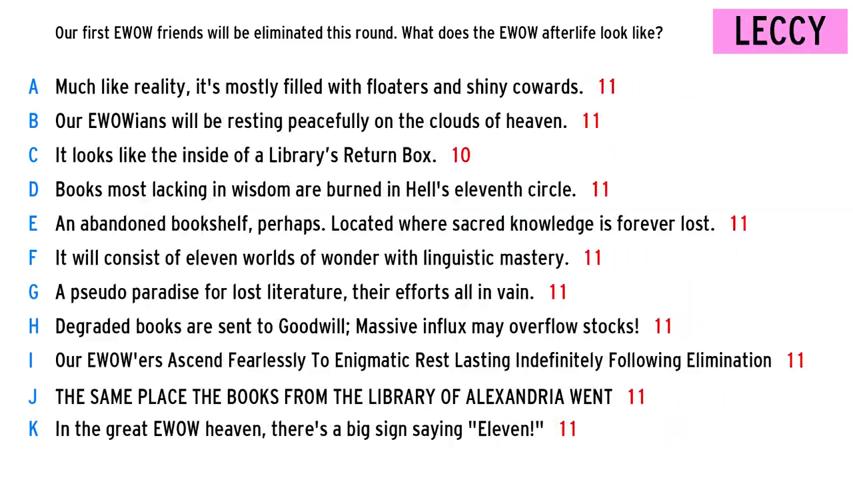 Our first EWOW friends will be eliminated this round. What does the EWOW afterlife look like?
LECCY
A Much like reality, it's mostly filled with floaters and shiny cowards. 11
B Our EWOWians will be resting peacefully on the clouds of heaven. 11
C It looks like the inside of a Library’s Return Box. 10
D Books most lacking in wisdom are burned in Hell's eleventh circle. 11
E An abandoned bookshelf, perhaps. Located where sacred knowledge is forever lost. 11
F It will consist of eleven worlds of wonder with linguistic mastery. 11
G A pseudo paradise for lost literature, their efforts all in vain. 11
H Degraded books are sent to Goodwill; Massive influx may overflow stocks! 11
I Our EWOW'ers Ascend Fearlessly To Enigmatic Rest Lasting Indefinitely Following Elimination 11
J THE SAME PLACE THE BOOKS FROM THE LIBRARY OF ALEXANDRIA WENT 11
K In the great EWOW heaven, there's a big sign saying "Eleven!" 11